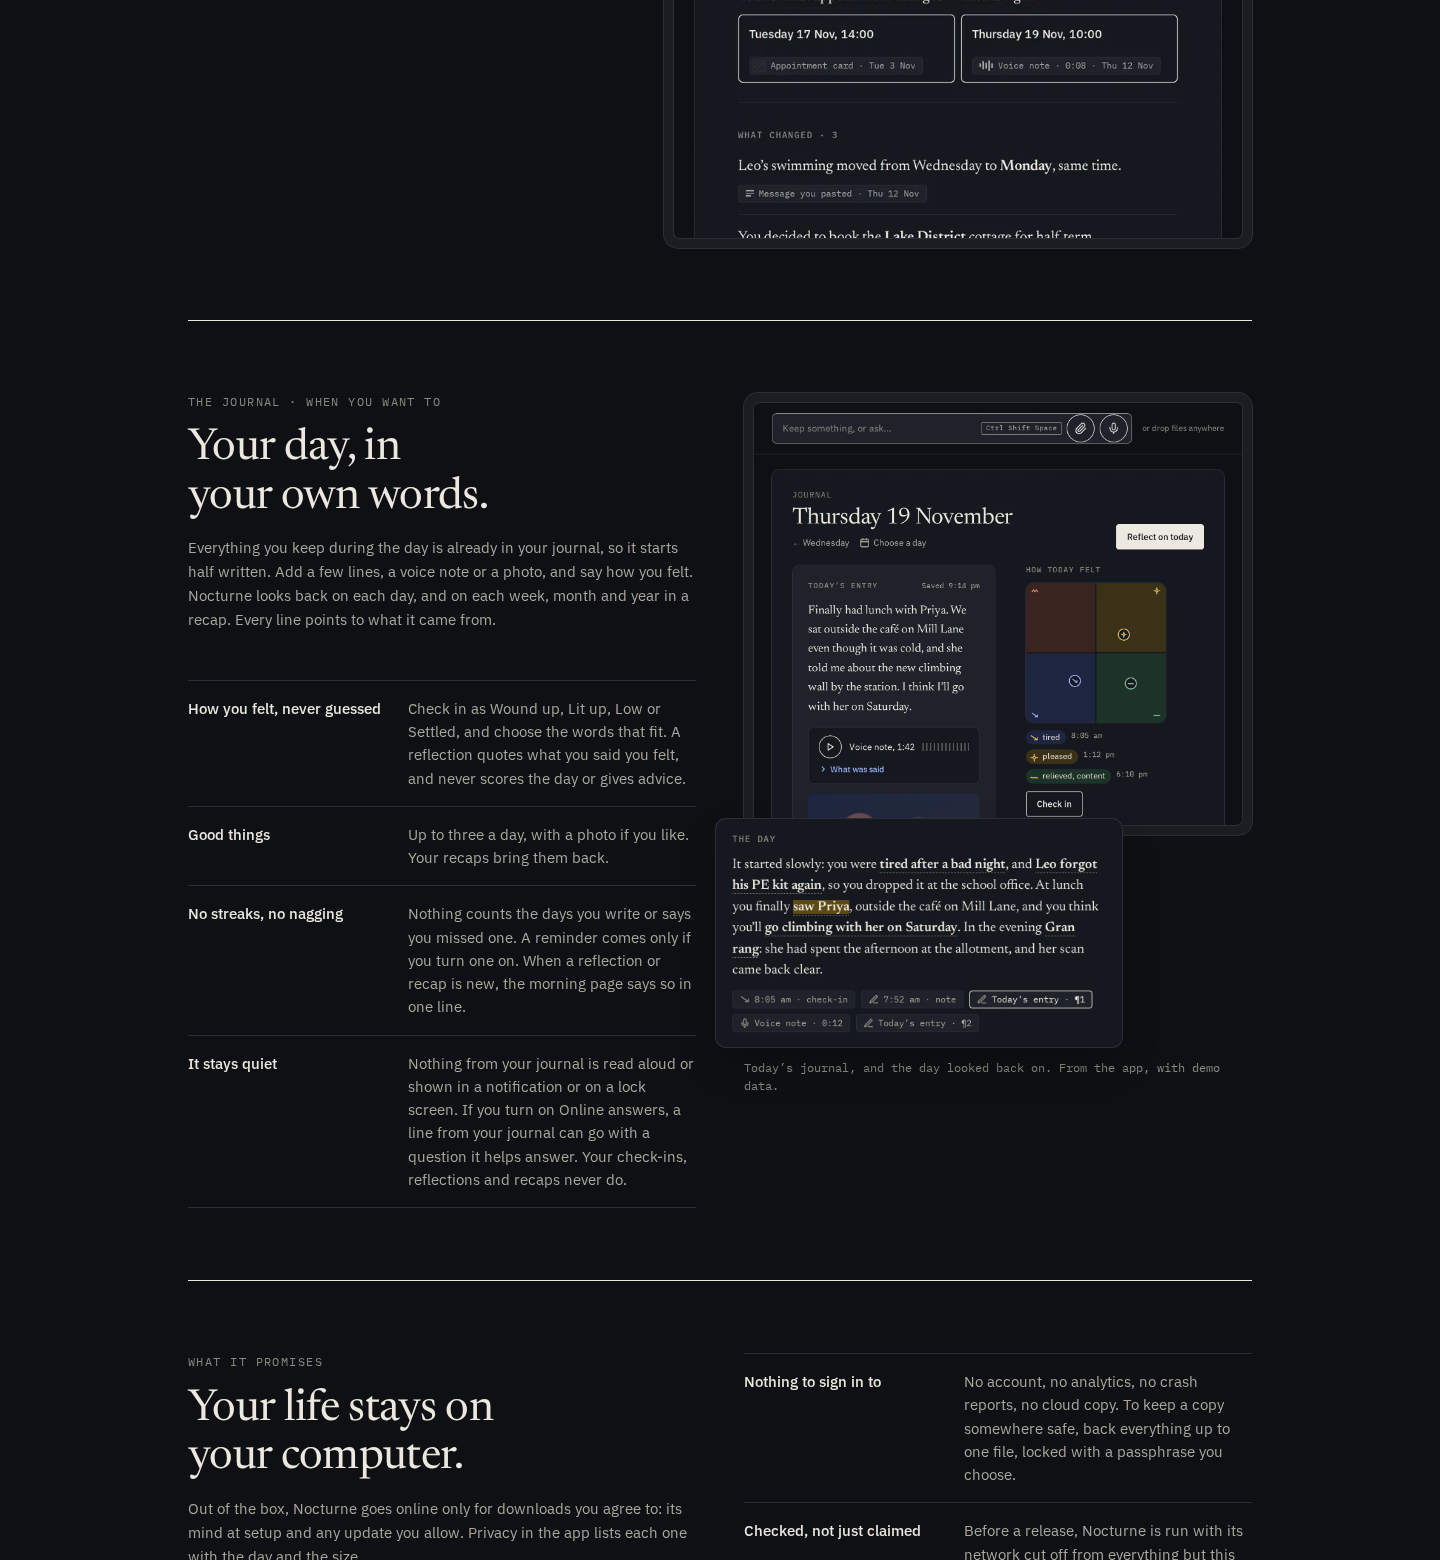 Tuesday 17 Nov, 14:00
Appointment card · Tue 3 Nov
Thursday 19 Nov, 10:00
Voice note · 0:08 · Thu 12 Nov
WHAT CHANGED · 3
Leo’s swimming moved from Wednesday to Monday, same time.
Message you pasted · Thu 12 Nov
You decided to book the Lake District cottage for half term.
THE JOURNAL · WHEN YOU WANT TO
Your day, in
your own words.
Everything you keep during the day is already in your journal, so it starts
half written. Add a few lines, a voice note or a photo, and say how you felt.
Nocturne looks back on each day, and on each week, month and year in a
recap. Every line points to what it came from.
How you felt, never guessed
Check in as Wound up, Lit up, Low or
Settled, and choose the words that fit. A
reflection quotes what you said you felt,
and never scores the day or gives advice.
Good things
Up to three a day, with a photo if you like.
Your recaps bring them back.
No streaks, no nagging
Nothing counts the days you write or says
you missed one. A reminder comes only if
you turn one on. When a reflection or
recap is new, the morning page says so in
one line.
It stays quiet
Nothing from your journal is read aloud or
shown in a notification or on a lock
screen. If you turn on Online answers, a
line from your journal can go with a
question it helps answer. Your check-ins,
reflections and recaps never do.
Keep something, or ask...
Ctrl Shift Space
or drop files anywhere
JOURNAL
Thursday 19 November
← Wednesday
Choose a day
Reflect on today
TODAY’S ENTRY
Saved 9:14 pm
Finally had lunch with Priya. We
sat outside the café on Mill Lane
even though it was cold, and she
told me about the new climbing
wall by the station. I think I’ll go
with her on Saturday.
Voice note, 1:42
What was said
HOW TODAY FELT
tired 8:05 am
pleased 1:12 pm
relieved, content 6:10 pm
Check in
THE DAY
It started slowly: you were tired after a bad night, and Leo forgot
his PE kit again, so you dropped it at the school office. At lunch
you finally saw Priya, outside the café on Mill Lane, and you think
you’ll go climbing with her on Saturday. In the evening Gran
rang: she had spent the afternoon at the allotment, and her scan
came back clear.
8:05 am · check-in
7:52 am · note
Today’s entry · ¶1
Voice note · 0:12
Today’s entry · ¶2
Today’s journal, and the day looked back on. From the app, with demo
data.
WHAT IT PROMISES
Your life stays on
your computer.
Out of the box, Nocturne goes online only for downloads you agree to: its
mind at setup and any update you allow. Privacy in the app lists each one
with the day and the size.
Nothing to sign in to
No account, no analytics, no crash
reports, no cloud copy. To keep a copy
somewhere safe, back everything up to
one file, locked with a passphrase you
choose.
Checked, not just claimed
Before a release, Nocturne is run with its
network cut off from everything but this